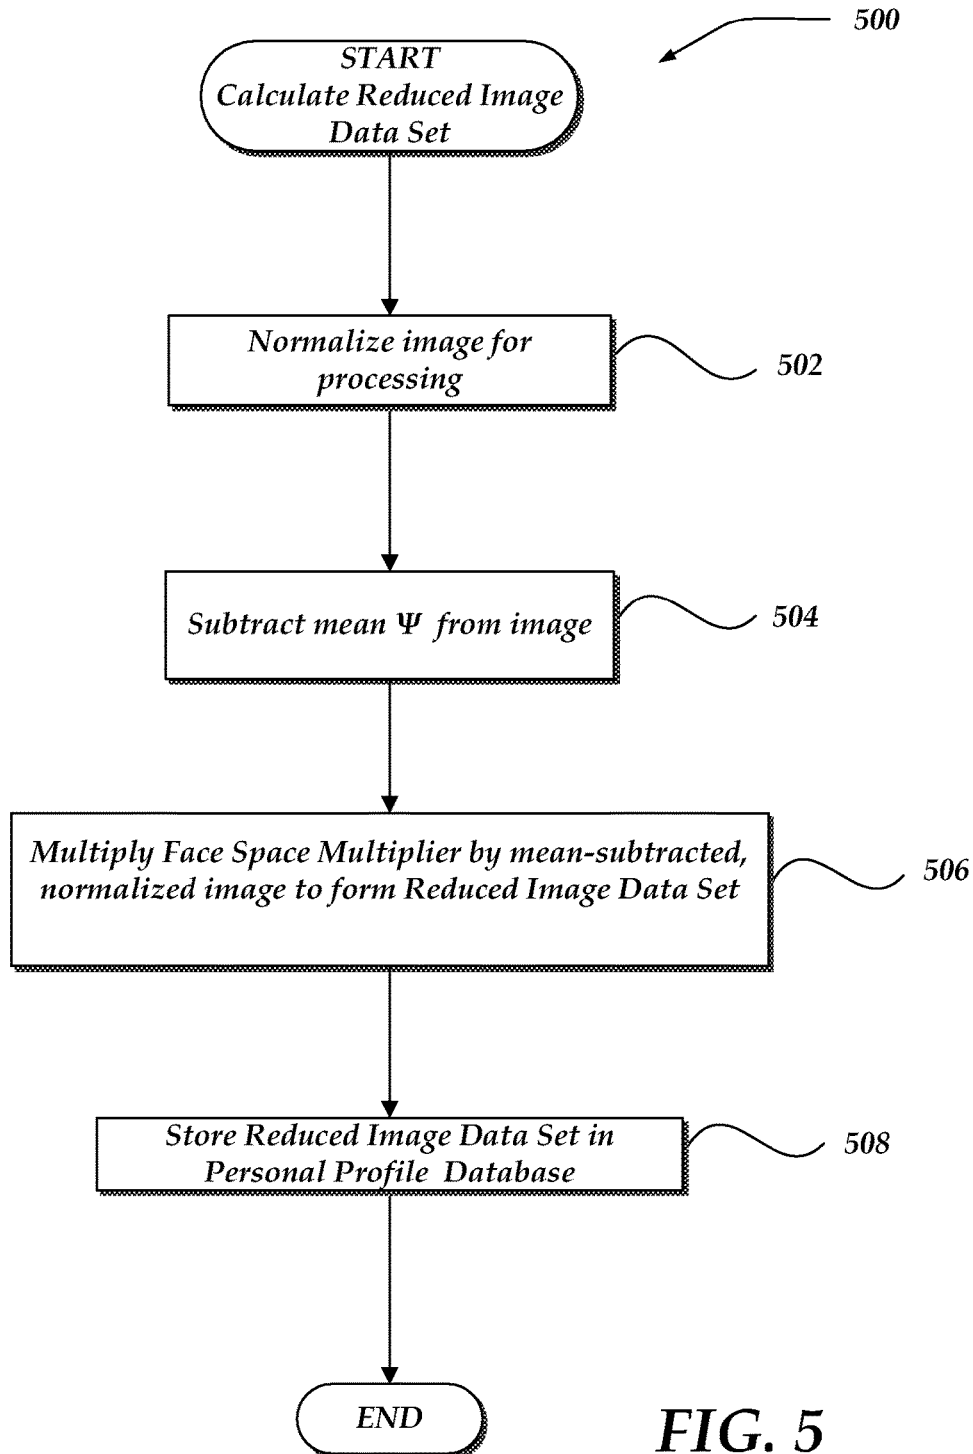 500
START
Calculate Reduced Image
Data Set
Normalize image for
processing
502
Subtract mean Ψ from image
504
Multiply Face Space Multiplier by mean-subtracted,
normalized image to form Reduced Image Data Set
506
Store Reduced Image Data Set in
Personal Profile Database
508
END
FIG. 5